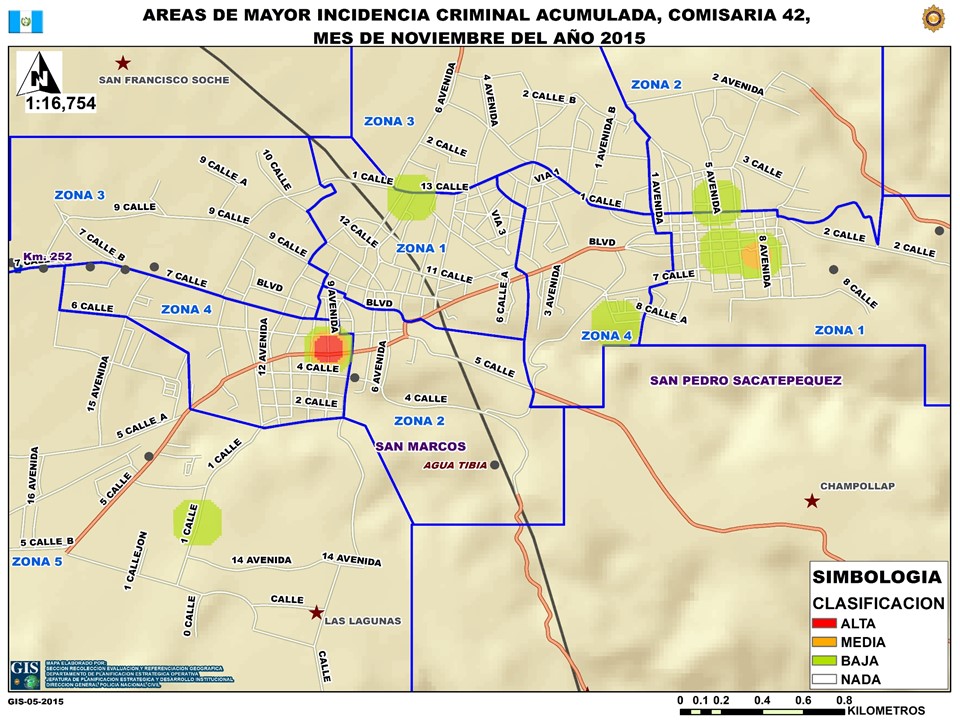 AREAS DE MAYOR INCIDENCIA CRIMINAL ACUMULADA, COMISARIA 42,
MES DE NOVIEMBRE DEL AÑO 2015
N
1:16,754
SAN FRANCISCO SOCHE
6 AVENIDA
4 AVENIDA
2 CALLE B
1 AVENIDA B
ZONA 2
2 AVENIDA
ZONA 3
2 CALLE
3 CALLE
5 AVENIDA
1 AVENIDA
9 CALLE A
10 CALLE
1 CALLE
13 CALLE
VIA 1
1 CALLE
ZONA 3
9 CALLE
9 CALLE
12 CALLE
VIA 3
9 CALLE
ZONA 1
BLVD
8 AVENIDA
2 CALLE
2 CALLE
7 CALLE B
Km. 252
7 CALLE
BLVD
9 AVENIDA
11 CALLE
BLVD
6 CALLE A
3 AVENIDA
7 CALLE
8 CALLE
8 CALLE A
6 CALLE
ZONA 4
12 AVENIDA
ZONA 4
ZONA 1
4 CALLE
6 AVENIDA
5 CALLE
SAN PEDRO SACATEPEQUEZ
15 AVENIDA
2 CALLE
4 CALLE
5 CALLE A
ZONA 2
1 CALLE
SAN MARCOS
AGUA TIBIA
16 AVENIDA
5 CALLE
CHAMPOLLAP
1 CALLE
5 CALLE B
ZONA 5
1 CALLEJON
14 AVENIDA
14 AVENIDA
0 CALLE
CALLE
LAS LAGUNAS
CALLE
SIMBOLOGIA
CLASIFICACION
ALTA
MEDIA
BAJA
NADA
GIS
MAPA ELABORADO POR:
SECCION RECOLECCION EVALUACION Y REFERENCIACION GEOGRAFICA
DEPARTAMENTO DE PLANIFICACION ESTRATEGICA OPERATIVA
JEFATURA DE PLANIFICACION ESTRATEGICA Y DESARROLLO INSTITUCIONAL
DIRECCION GENERAL POLICIA NACIONAL CIVIL
GIS-05-2015
0 0.1 0.2 0.4 0.6 0.8
KILOMETROS